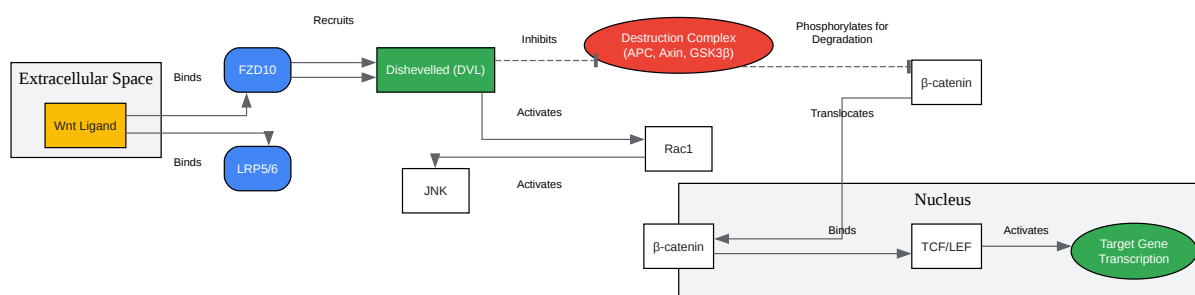 Recruits
Phosphorylates for
Degradation
Inhibits
Destruction Complex
(APC, Axin, GSK3β)
Extracellular Space
Binds
FZD10
Dishevelled (DVL)
β-catenin
Wnt Ligand
Activates
Translocates
Binds
LRP5/6
Rac1
JNK
Activates
Nucleus
β-catenin
Binds
TCF/LEF
Activates
Target Gene
Transcription